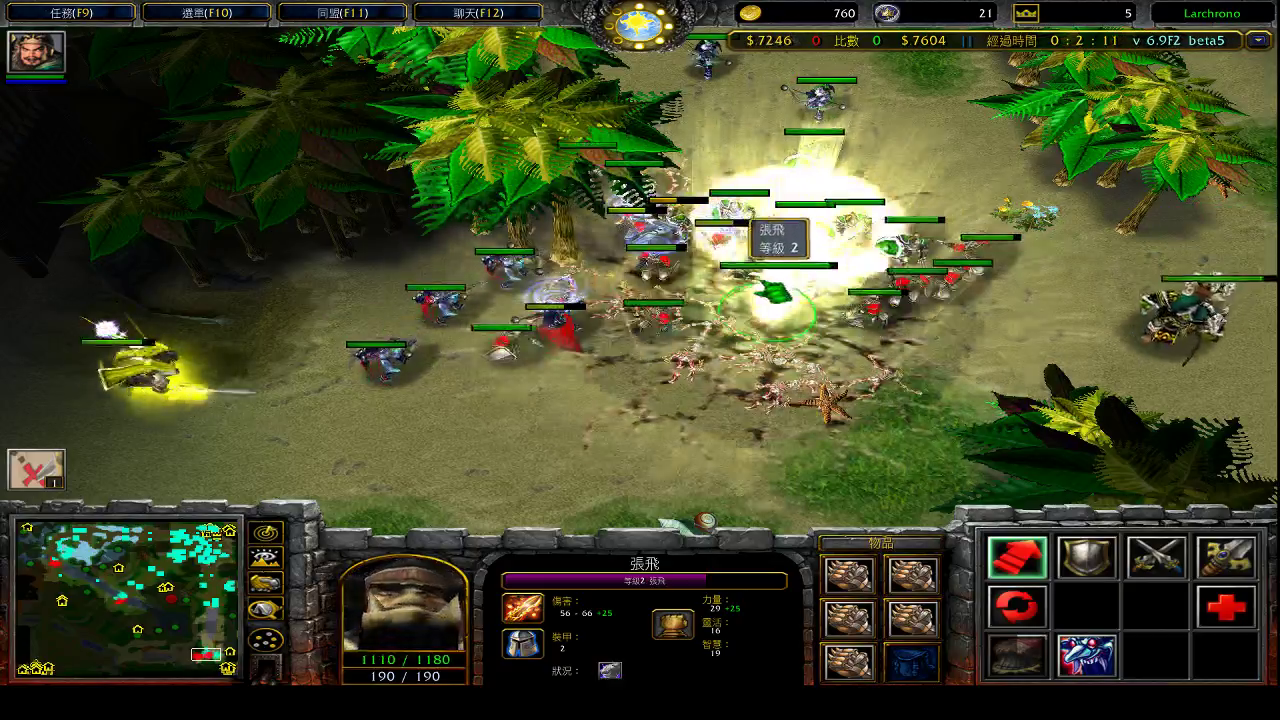 任務(F9) 選單(F10) 同盟(F11) 聊天(F12) 760 21 5 Larchrono
$7246 0 比數 0 $7604 || 經過時間 0 : 2 : 11 v 6.9F2 beta5
張飛
等級 2
1
張飛
等級2 張飛
物品
傷害：
56 - 66 +25
裝甲：
2
狀況：
力量：
29 +25
靈活：
16
智慧：
19
1110 / 1180
190 / 190